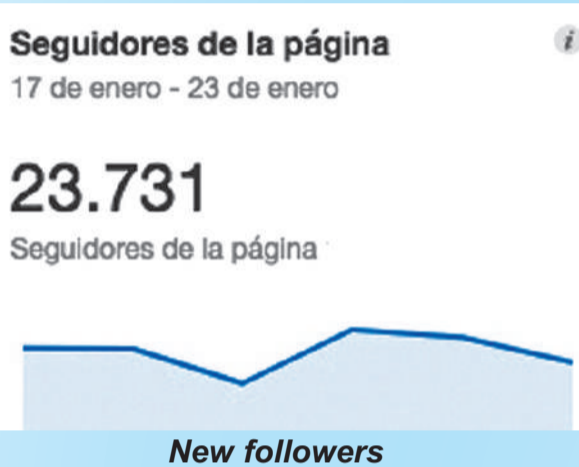 Seguidores de la página
i
17 de enero - 23 de enero
23.731
Seguidores de la página
New followers